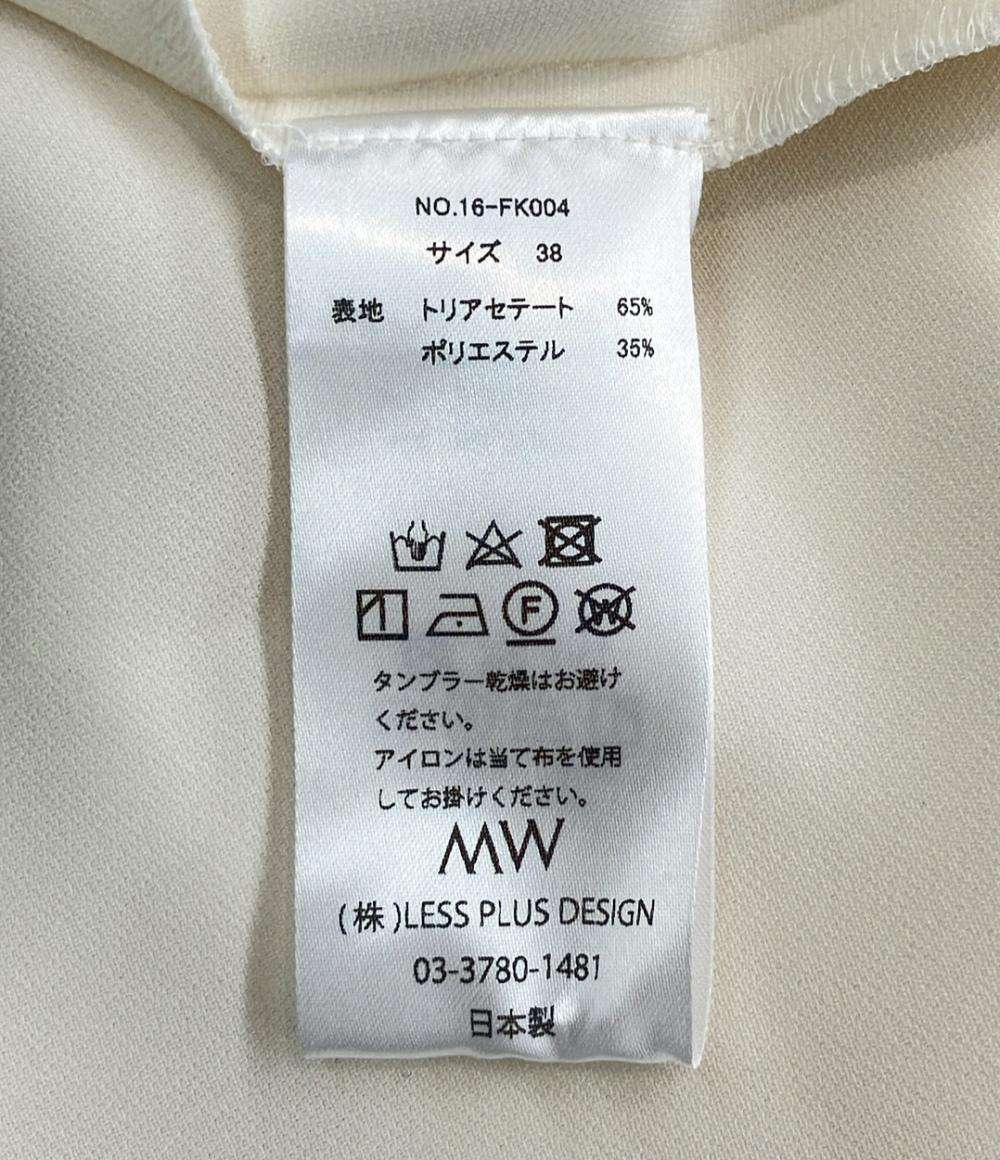 NO.16-FK004
サイズ 38
表地 トリアセテート 65%
ポリエステル 35%
F
W
タンブラー乾燥はお避け
ください。
アイロンは当て布を使用
してお掛けください。
MW
(株)LESS PLUS DESIGN
03-3780-1481
日本製